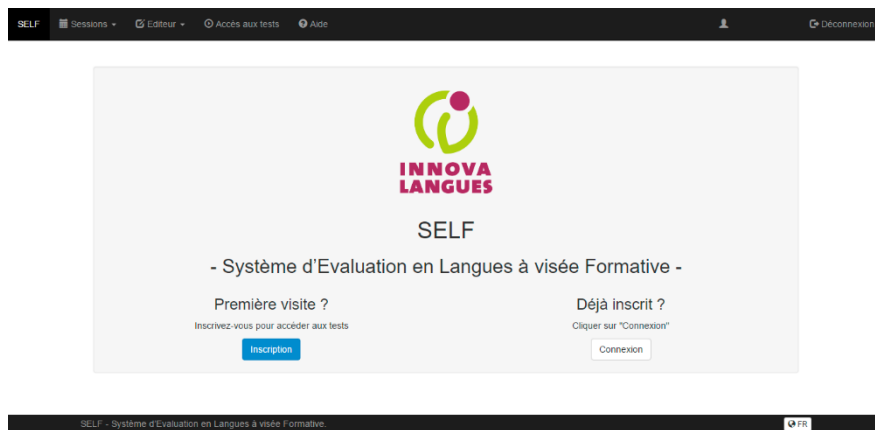 SELF Sessions Editeur Accès aux tests Aide Déconnexion
INNOVA
LANGUES
SELF
- Système d'Evaluation en Langues à visée Formative -
Première visite ?
Inscrivez-vous pour accéder aux tests
Inscription
Déjà inscrit ?
Cliquer sur "Connexion"
Connexion
SELF - Système d'Evaluation en Langues à visée Formative. FR